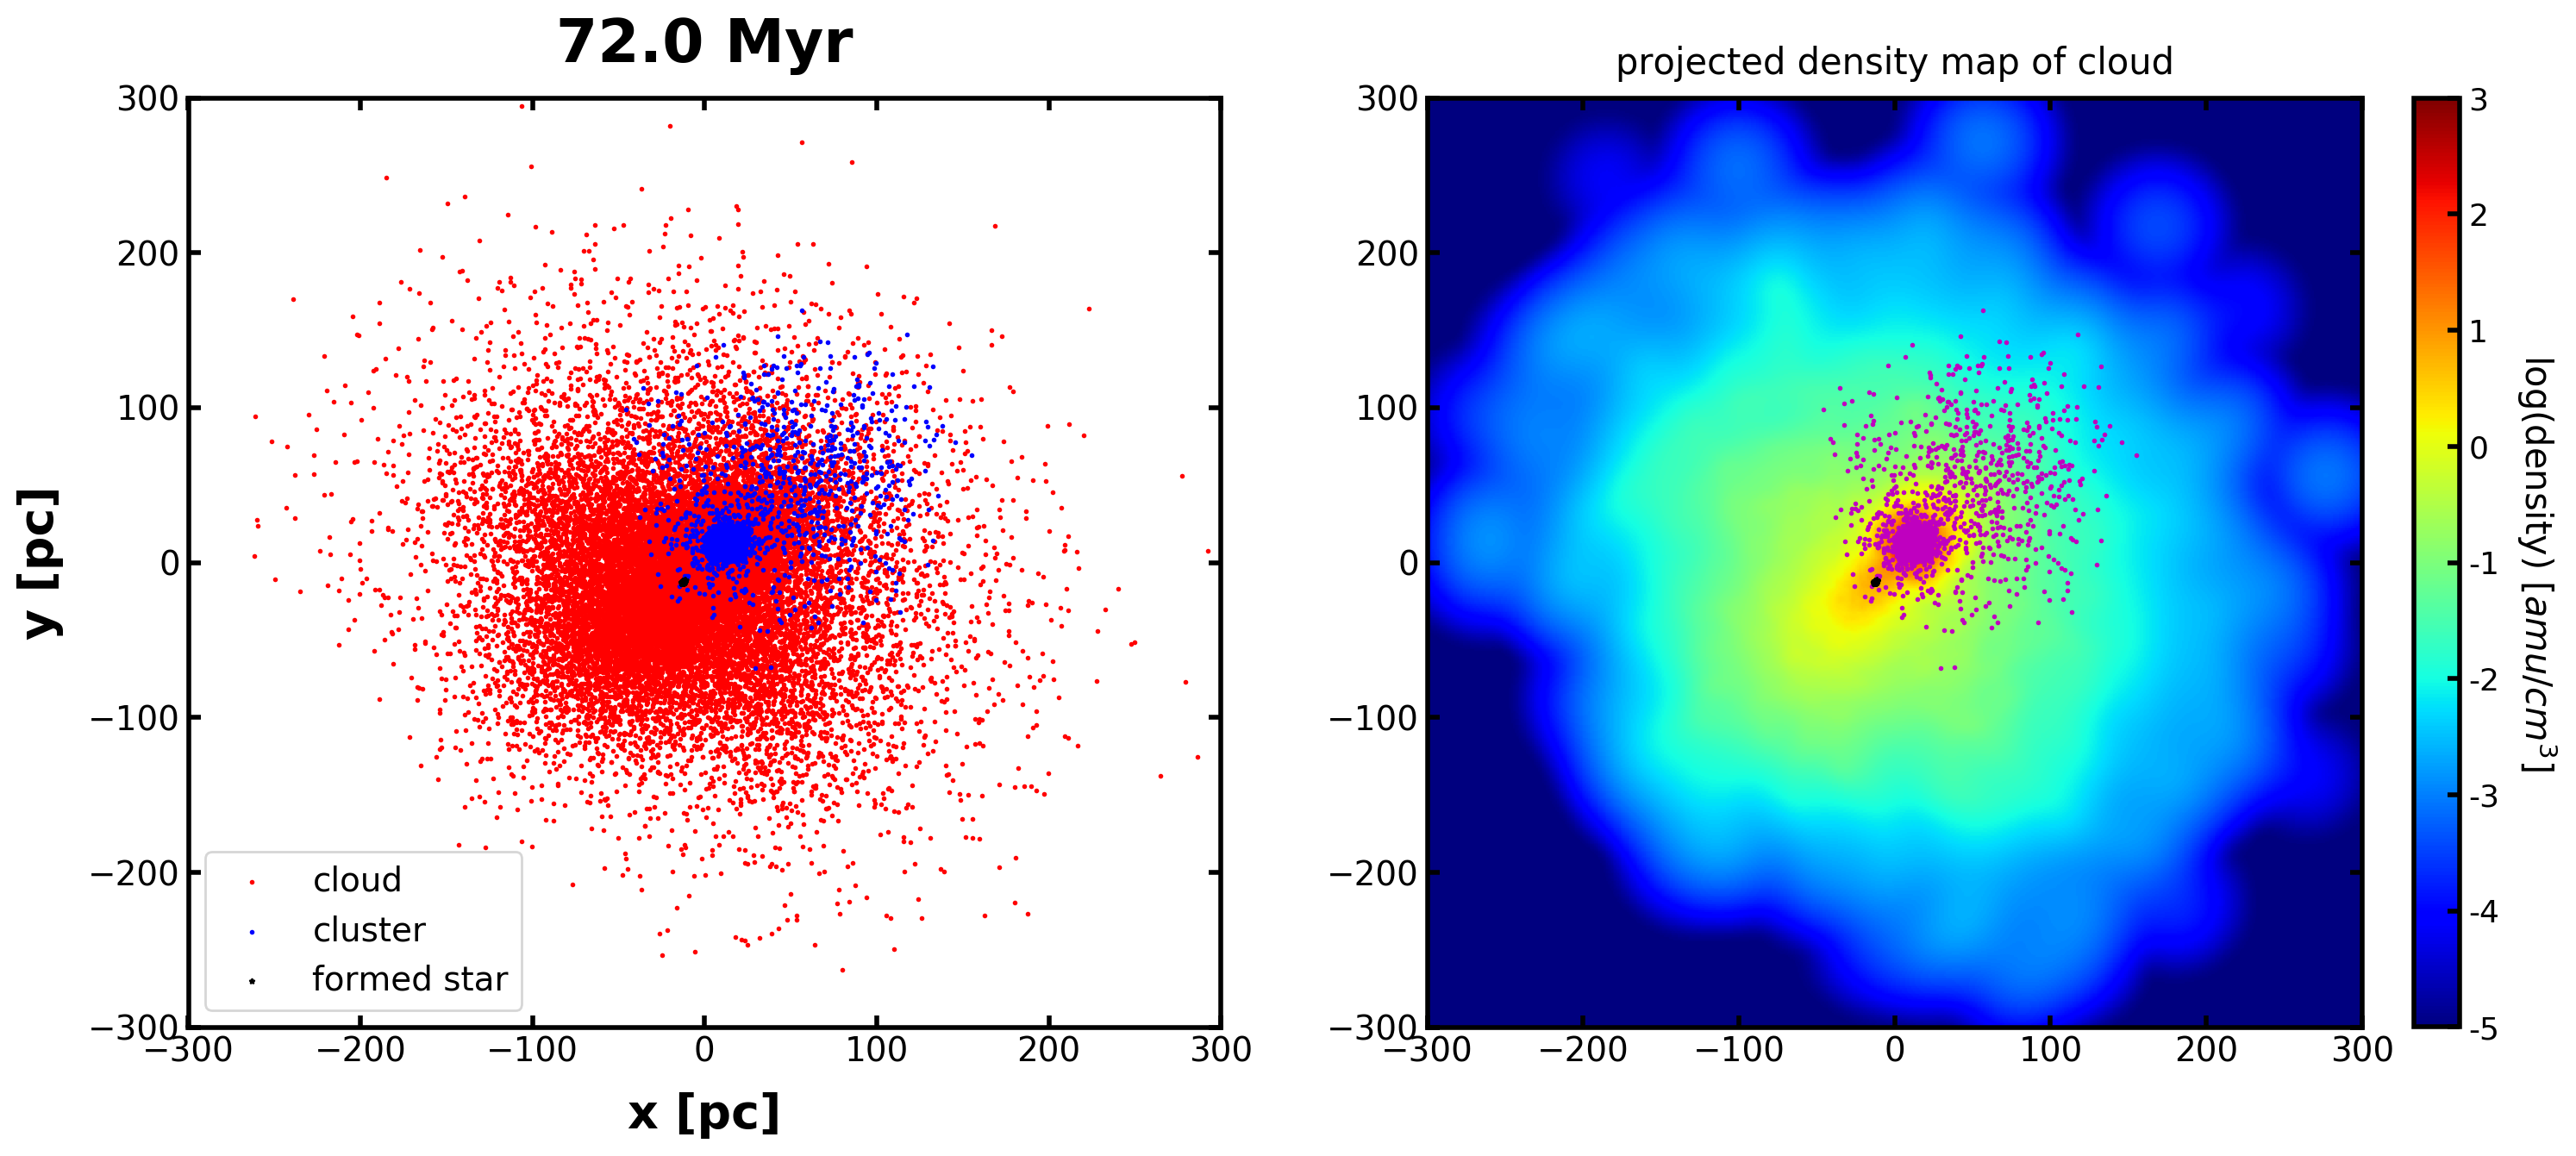 72.0 Myr
projected density map of cloud
300
200
100
0
−100
−200
−300
y [pc]
cloud
cluster
formed star
−300 −200 −100 0 100 200 300
x [pc]
300
200
100
0
−100
−200
−300
−300 −200 −100 0 100 200 300
3
2
1
0
-1
-2
-3
-4
-5
log(density) [amu/cm³]